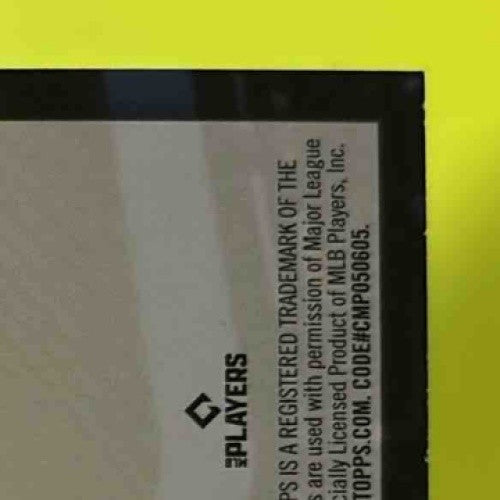 PS IS A REGISTERED TRADEMARK OF THE
s are used with permission of Major League
cially Licensed Product of MLB Players, Inc.
TOPPS.COM. CODE#CMP050605.
MLB PLAYERS